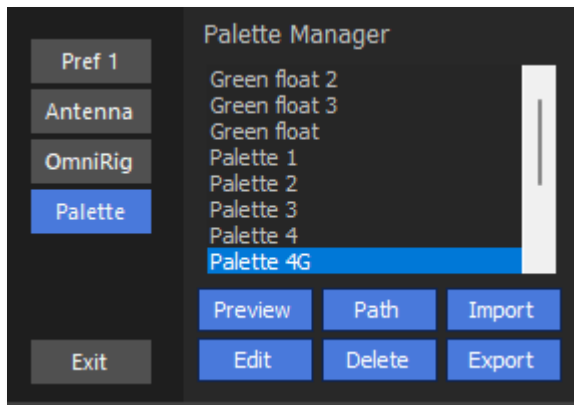 Pref 1
Antenna
OmniRig
Palette
Exit
Palette Manager
Green float 2
Green float 3
Green float
Palette 1
Palette 2
Palette 3
Palette 4
Palette 4G
Preview Path Import
Edit Delete Export